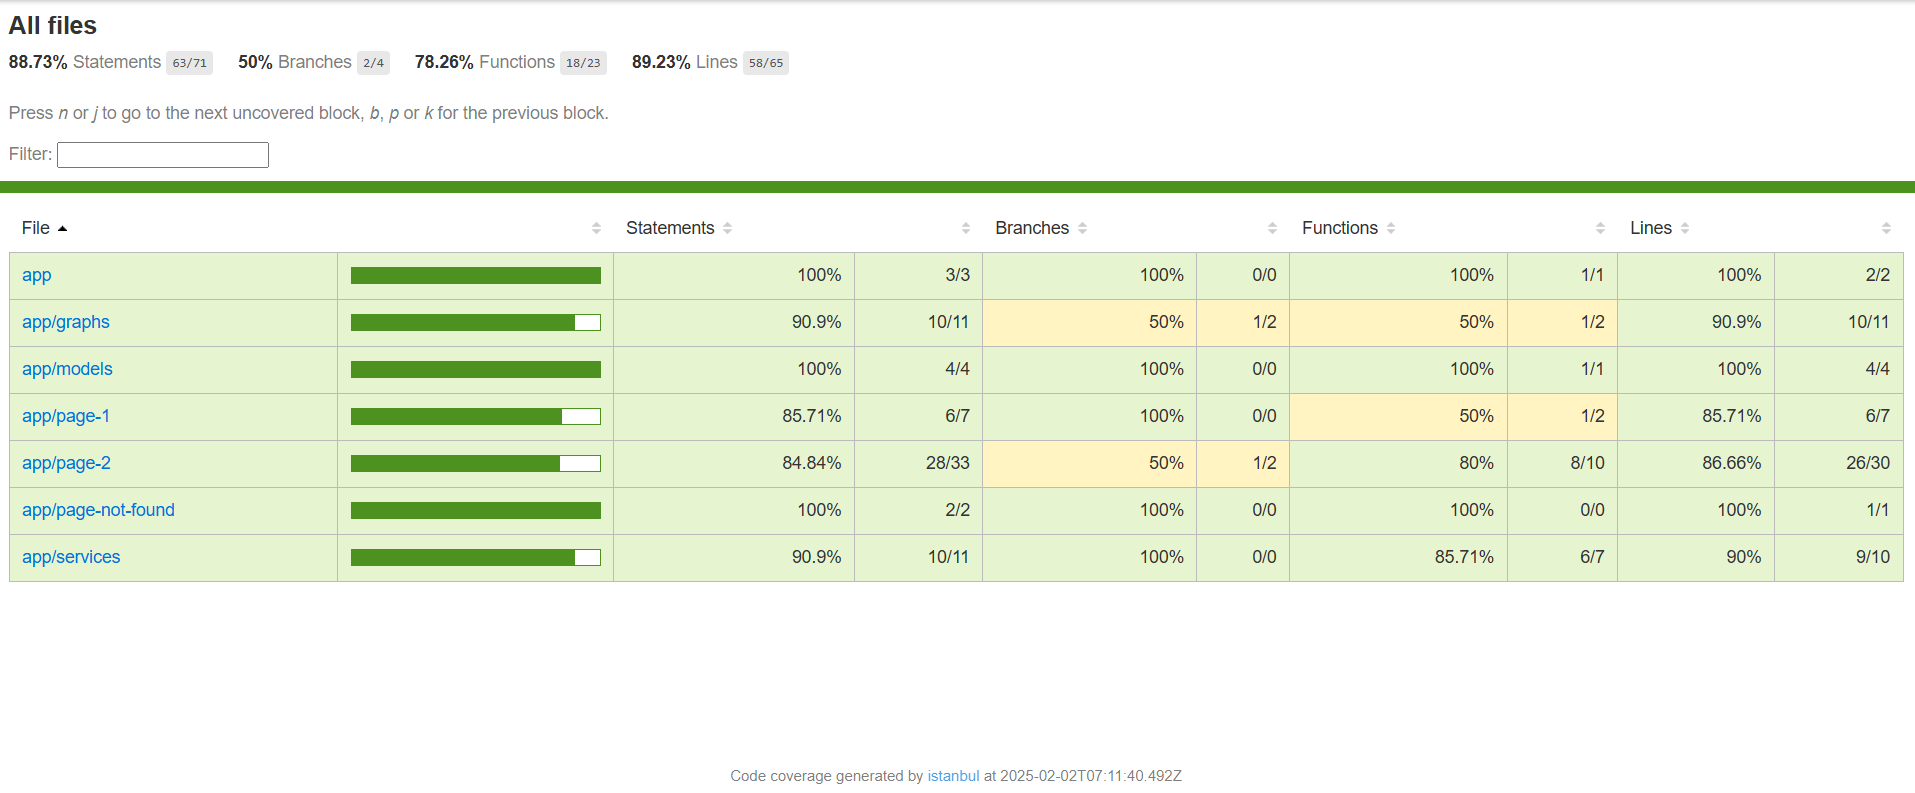 All files
88.73% Statements 63/71 50% Branches 2/4 78.26% Functions 18/23 89.23% Lines 58/65
Press n or j to go to the next uncovered block, b, p or k for the previous block.
Filter:
File Statements Branches Functions Lines
app 100% 3/3 100% 0/0 100% 1/1 100% 2/2
app/graphs 90.9% 10/11 50% 1/2 50% 1/2 90.9% 10/11
app/models 100% 4/4 100% 0/0 100% 1/1 100% 4/4
app/page-1 85.71% 6/7 100% 0/0 50% 1/2 85.71% 6/7
app/page-2 84.84% 28/33 50% 1/2 80% 8/10 86.66% 26/30
app/page-not-found 100% 2/2 100% 0/0 100% 0/0 100% 1/1
app/services 90.9% 10/11 100% 0/0 85.71% 6/7 90% 9/10
Code coverage generated by istanbul at 2025-02-02T07:11:40.492Z